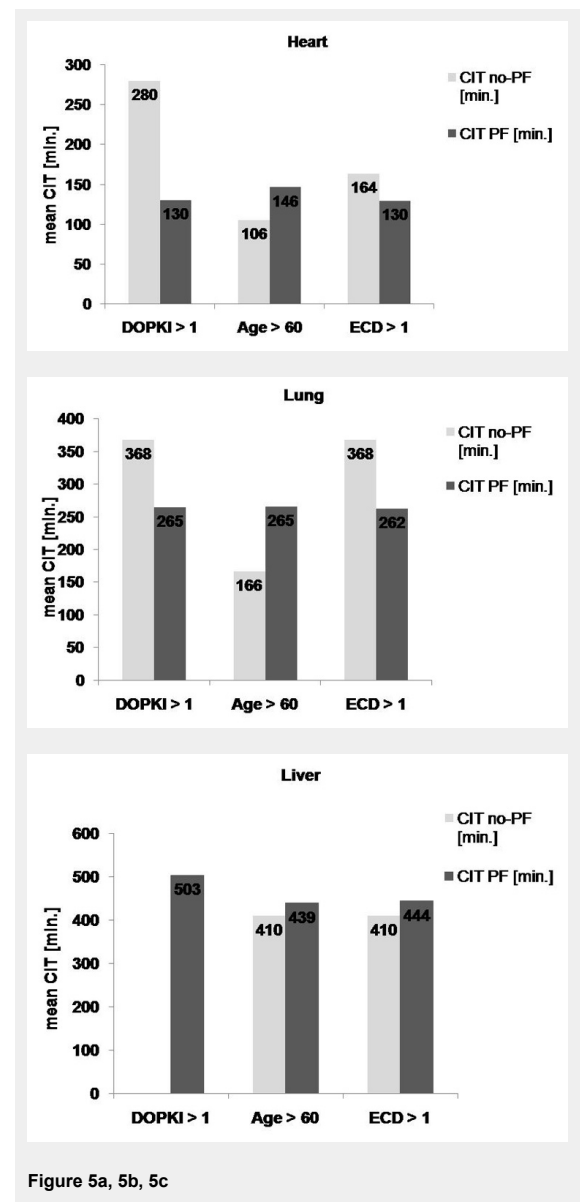 Heart
mean CIT [min.]
300
250
200
150
100
50
0
280
130
106
146
164
130
DOPKI > 1
Age > 60
ECD > 1
CIT no-PF
[min.]
CIT PF [min.]
Lung
mean CIT [min.]
400
350
300
250
200
150
100
50
0
368
265
166
265
368
262
DOPKI > 1
Age > 60
ECD > 1
CIT no-PF
[min.]
CIT PF [min.]
Liver
mean CIT [min.]
600
500
400
300
200
100
0
503
410
439
410
444
DOPKI > 1
Age > 60
ECD > 1
CIT no-PF
[min.]
CIT PF [min.]
Figure 5a, 5b, 5c